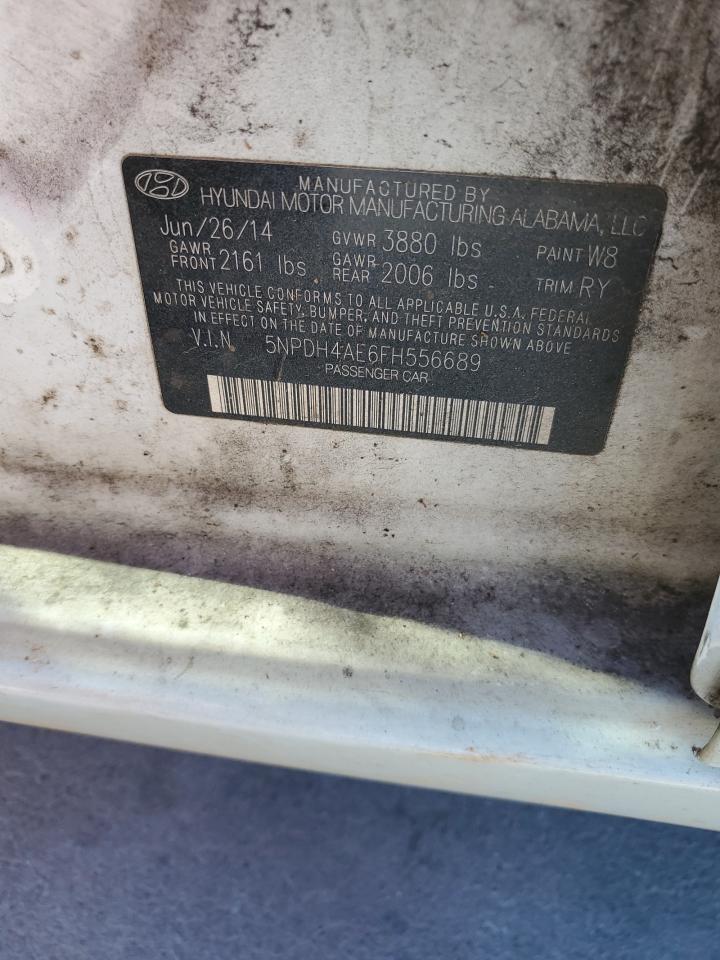 MANUFACTURED BY
HYUNDAI MOTOR MANUFACTURING ALABAMA, LLC
Jun/26/14 GVWR 3880 lbs PAINT W8
GAWR FRONT 2161 lbs GAWR REAR 2006 lbs TRIM RY
THIS VEHICLE CONFORMS TO ALL APPLICABLE U.S.A. FEDERAL
MOTOR VEHICLE SAFETY, BUMPER, AND THEFT PREVENTION STANDARDS
IN EFFECT ON THE DATE OF MANUFACTURE SHOWN ABOVE
V.I.N 5NPDH4AE6FH556689
PASSENGER CAR